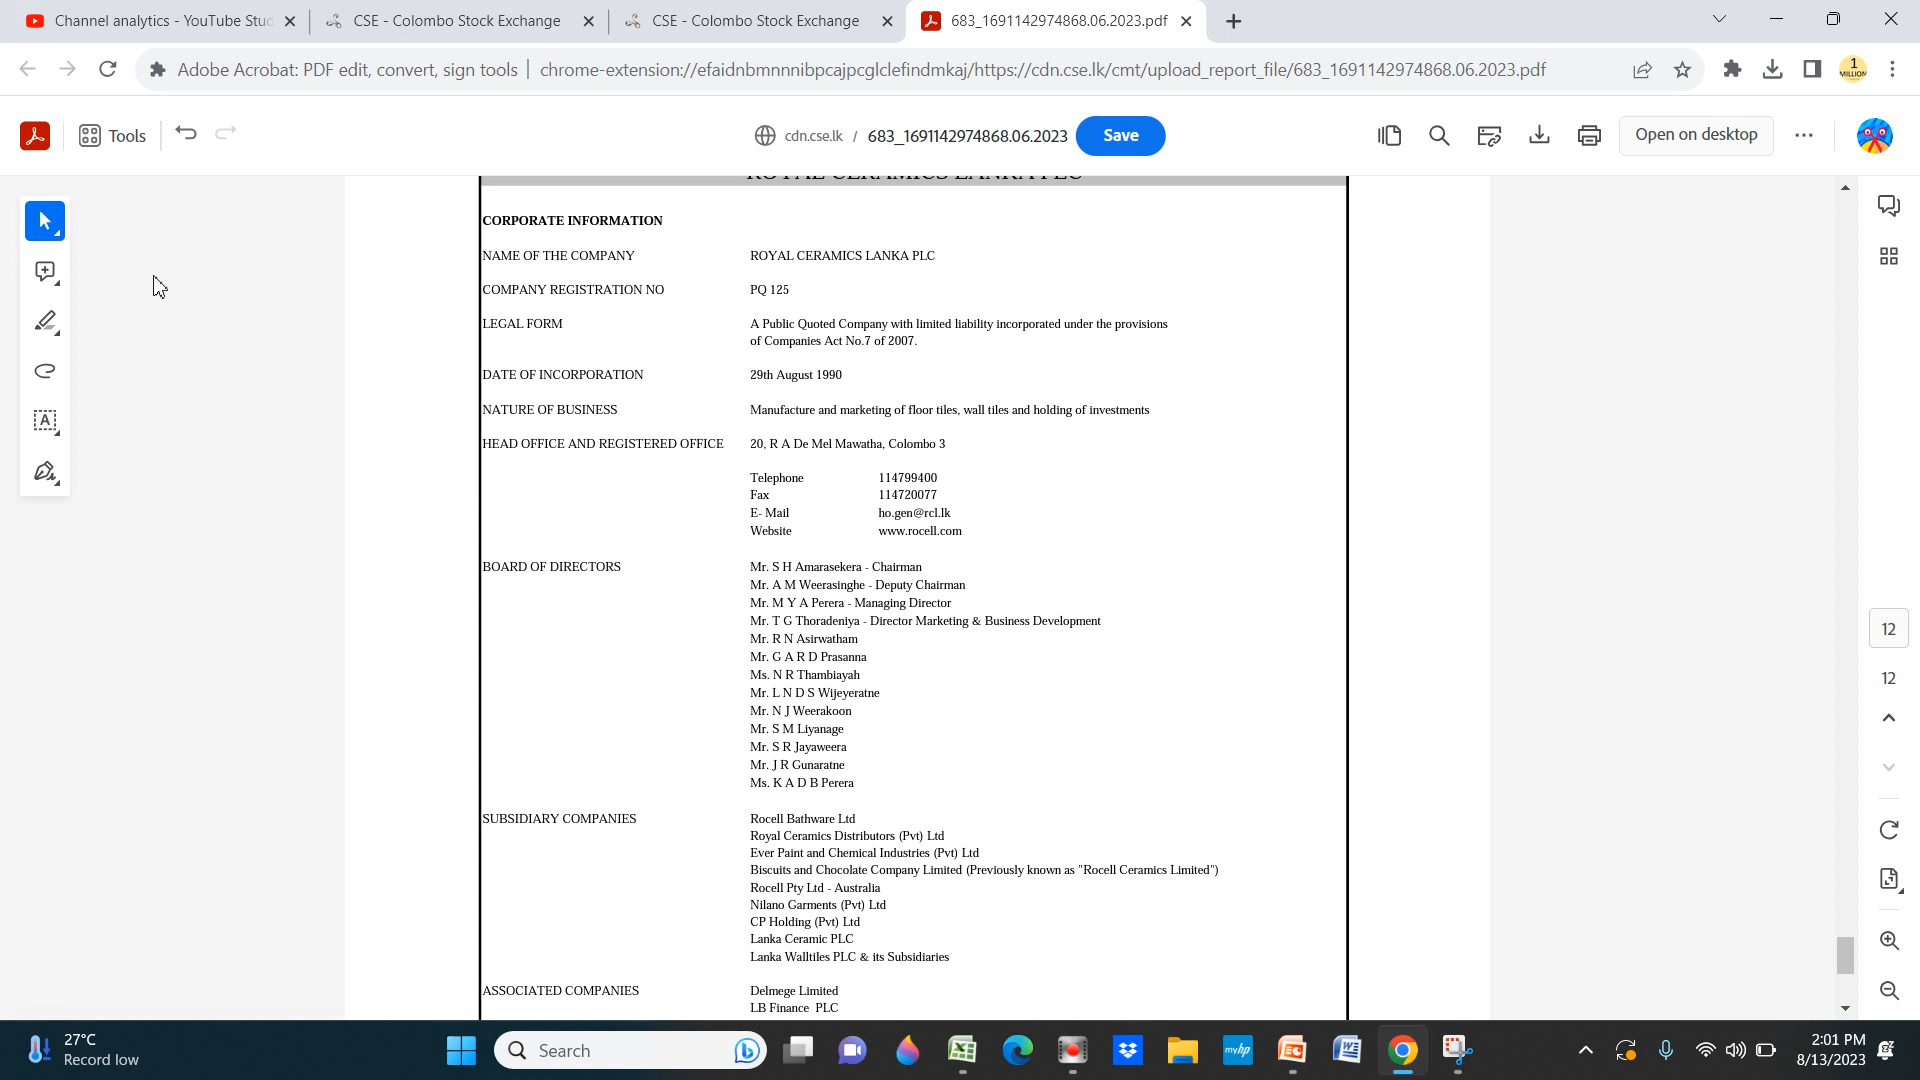 Channel analytics - YouTube Stud
CSE - Colombo Stock Exchange
CSE - Colombo Stock Exchange
683_1691142974868.06.2023.pdf
Adobe Acrobat: PDF edit, convert, sign tools
chrome-extension://efaidnbmnnnibpcajpcglclefindmkaj/https://cdn.cse.lk/cmt/upload_report_file/683_1691142974868.06.2023.pdf
1
MILLION
Tools
cdn.cse.lk / 683_1691142974868.06.2023
Save
Open on desktop
ROYAL CERAMICS LANKA PLC
CORPORATE INFORMATION
NAME OF THE COMPANY ROYAL CERAMICS LANKA PLC
COMPANY REGISTRATION NO PQ 125
LEGAL FORM A Public Quoted Company with limited liability incorporated under the provisions
of Companies Act No.7 of 2007.
DATE OF INCORPORATION 29th August 1990
NATURE OF BUSINESS Manufacture and marketing of floor tiles, wall tiles and holding of investments
HEAD OFFICE AND REGISTERED OFFICE 20, R A De Mel Mawatha, Colombo 3
Telephone 114799400
Fax 114720077
E- Mail ho.gen@rcl.lk
Website www.rocell.com
BOARD OF DIRECTORS Mr. S H Amarasekera - Chairman
Mr. A M Weerasinghe - Deputy Chairman
Mr. M Y A Perera - Managing Director
Mr. T G Thoradeniya - Director Marketing & Business Development
Mr. R N Asirwatham
Mr. G A R D Prasanna
Ms. N R Thambiayah
Mr. L N D S Wijeyeratne
Mr. N J Weerakoon
Mr. S M Liyanage
Mr. S R Jayaweera
Mr. J R Gunaratne
Ms. K A D B Perera
SUBSIDIARY COMPANIES Rocell Bathware Ltd
Royal Ceramics Distributors (Pvt) Ltd
Ever Paint and Chemical Industries (Pvt) Ltd
Biscuits and Chocolate Company Limited (Previously known as "Rocell Ceramics Limited")
Rocell Pty Ltd - Australia
Nilano Garments (Pvt) Ltd
CP Holding (Pvt) Ltd
Lanka Ceramic PLC
Lanka Walltiles PLC & its Subsidiaries
ASSOCIATED COMPANIES Delmege Limited
LB Finance PLC
12
12
27°C
Record low
Search
myhp
2:01 PM
8/13/2023